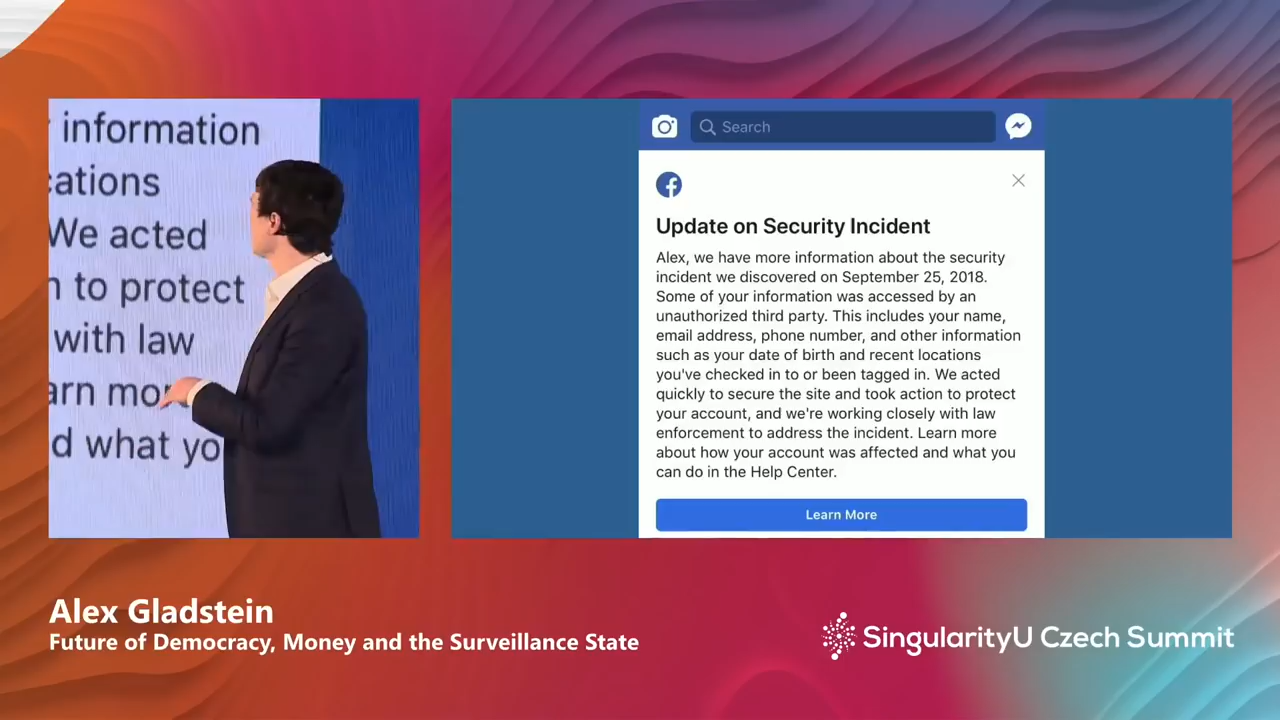 information
cations
We acted
to protect
with law
arn mor
d what yo
Search
Update on Security Incident
Alex, we have more information about the security
incident we discovered on September 25, 2018.
Some of your information was accessed by an
unauthorized third party. This includes your name,
email address, phone number, and other information
such as your date of birth and recent locations
you've checked in to or been tagged in. We acted
quickly to secure the site and took action to protect
your account, and we're working closely with law
enforcement to address the incident. Learn more
about how your account was affected and what you
can do in the Help Center.
Learn More
Alex Gladstein
Future of Democracy, Money and the Surveillance State
SingularityU Czech Summit